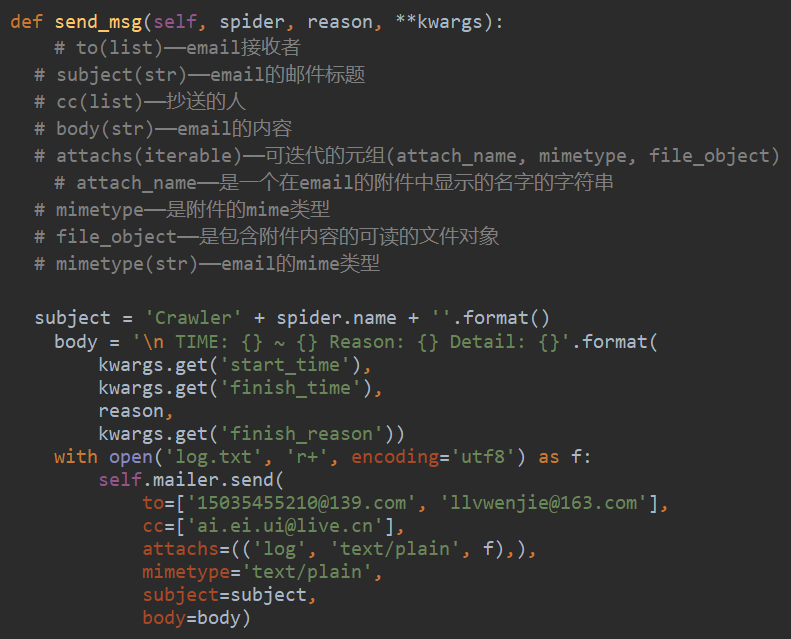 def send_msg(self, spider, reason, **kwargs):
# to(list)——email接收者
# subject(str)——email的邮件标题
# cc(list)——抄送的人
# body(str)——email的内容
# attachs(iterable)——可迭代的元组(attach_name, mimetype, file_object)
# attach_name——是一个在email的附件中显示的名字的字符串
# mimetype——是附件的mime类型
# file_object——是包含附件内容的可读的文件对象
# mimetype(str)——email的mime类型
subject = 'Crawler' + spider.name + ''.format()
body = '\n TIME: {} ~ {} Reason: {} Detail: {}'.format(
kwargs.get('start_time'),
kwargs.get('finish_time'),
reason,
kwargs.get('finish_reason'))
with open('log.txt', 'r+', encoding='utf8') as f:
self.mailer.send(
to=['15035455210@139.com', 'llvwenjie@163.com'],
cc=['ai.ei.ui@live.cn'],
attachs=(('log', 'text/plain', f),),
mimetype='text/plain',
subject=subject,
body=body)